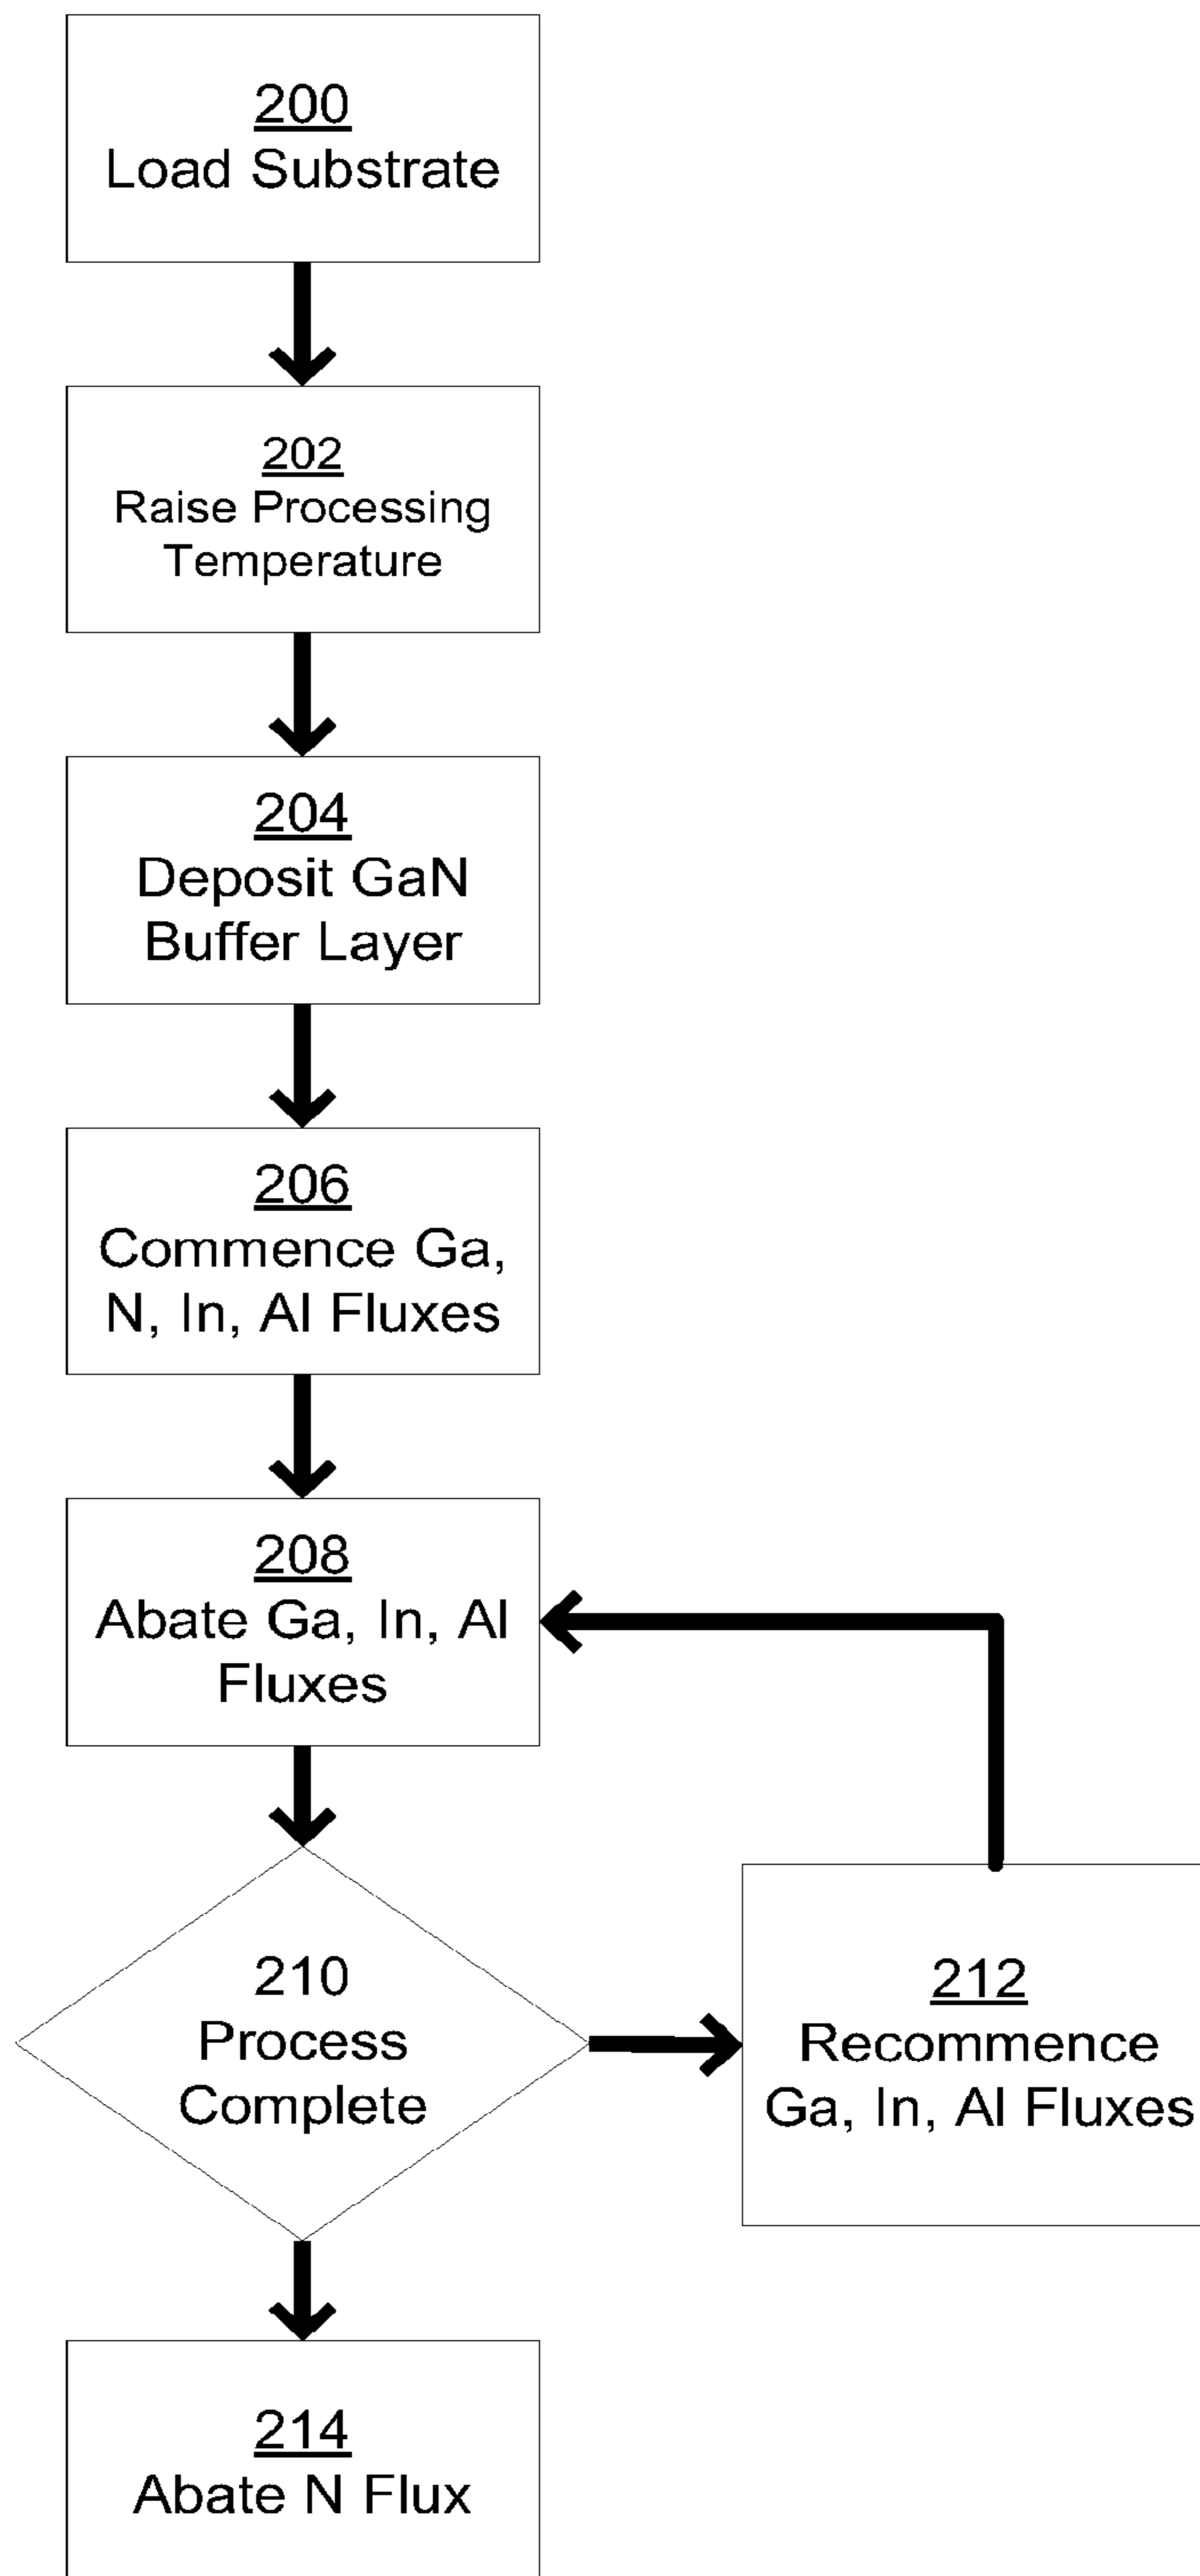 200
Load Substrate
202
Raise Processing
Temperature
204
Deposit GaN
Buffer Layer
206
Commence Ga,
N, In, Al Fluxes
208
Abate Ga, In, Al
Fluxes
210
Process
Complete
212
Recommence
Ga, In, Al Fluxes
214
Abate N Flux